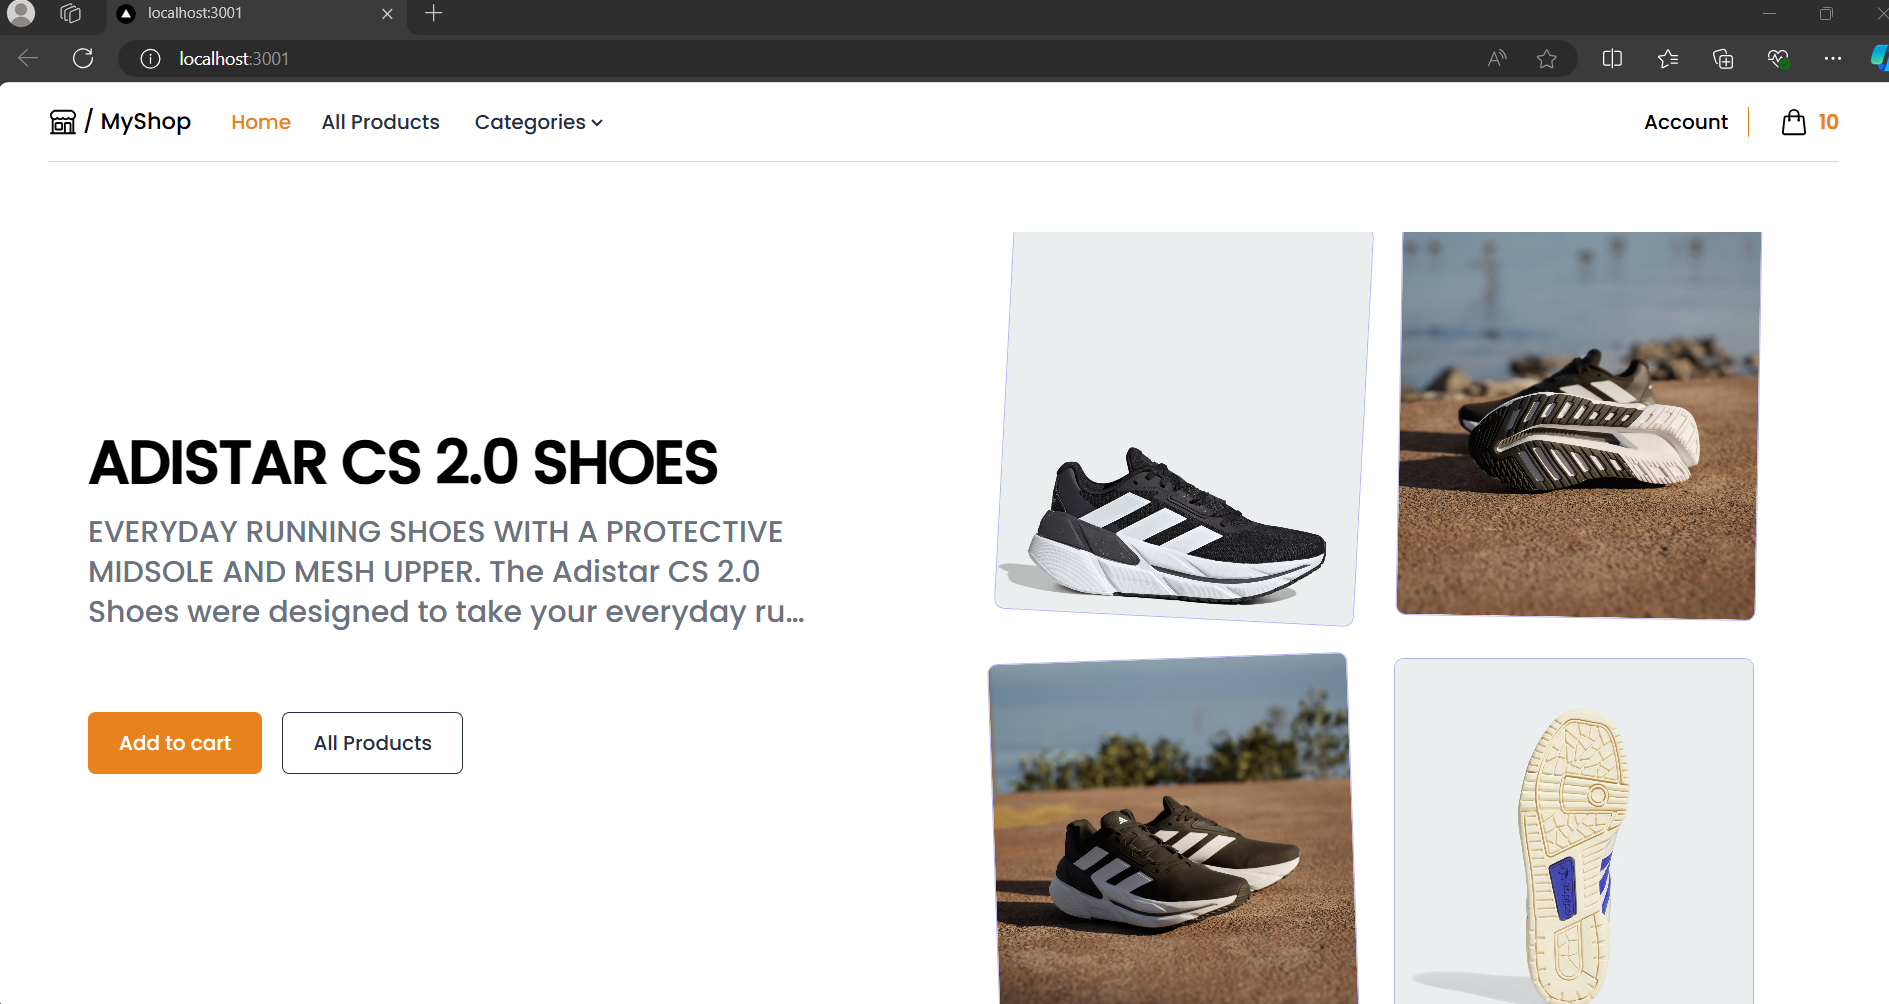 localhost:3001
localhost:3001
/ MyShop
Home
All Products
Categories
Account
10
ADISTAR CS 2.0 SHOES
EVERYDAY RUNNING SHOES WITH A PROTECTIVE
MIDSOLE AND MESH UPPER. The Adistar CS 2.0
Shoes were designed to take your everyday ru...
Add to cart
All Products